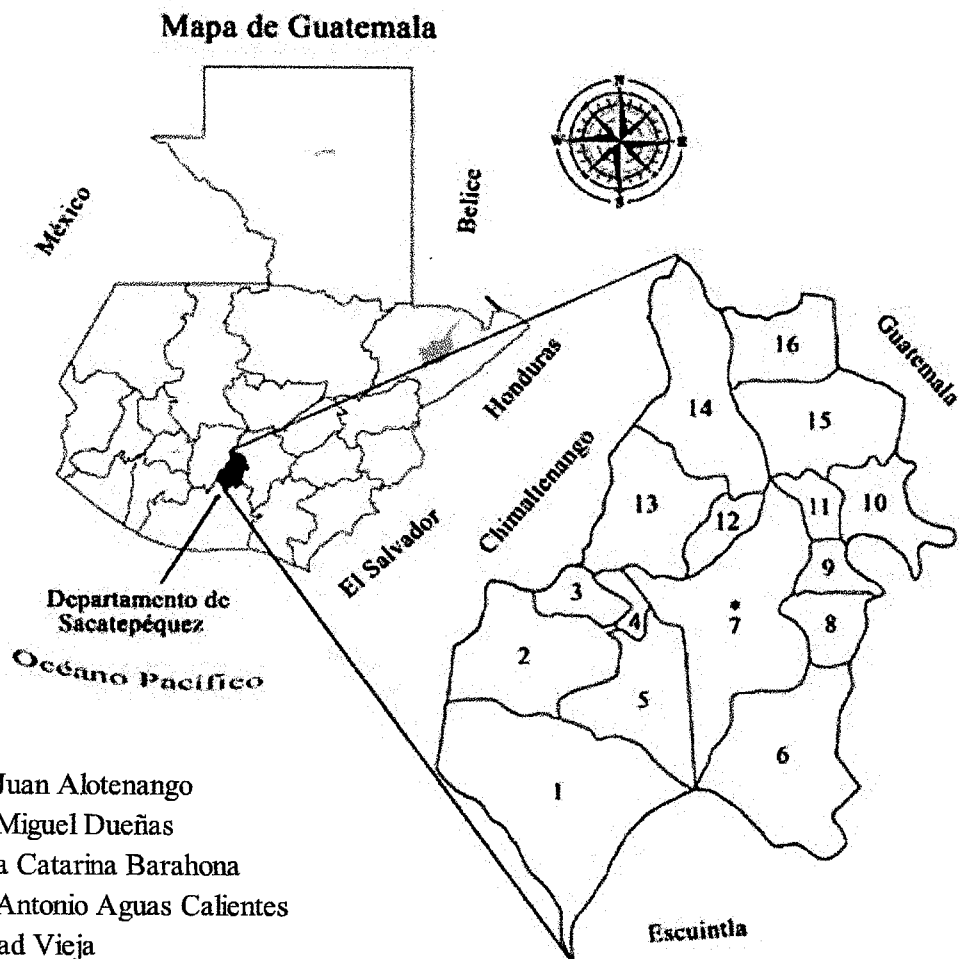 Mapa de Guatemala
N
E
S
W
México
Belice
Honduras
Guatemala
Chimaltenango
El Salvador
Departamento de
Sacatepéquez
Océano Pacífico
Escuintla
16
14
15
13
12
11
10
9
3
4
*
7
8
2
5
6
1
Juan Alotenango
Miguel Dueñas
a Catarina Barahona
Antonio Aguas Calientes
ad Vieja